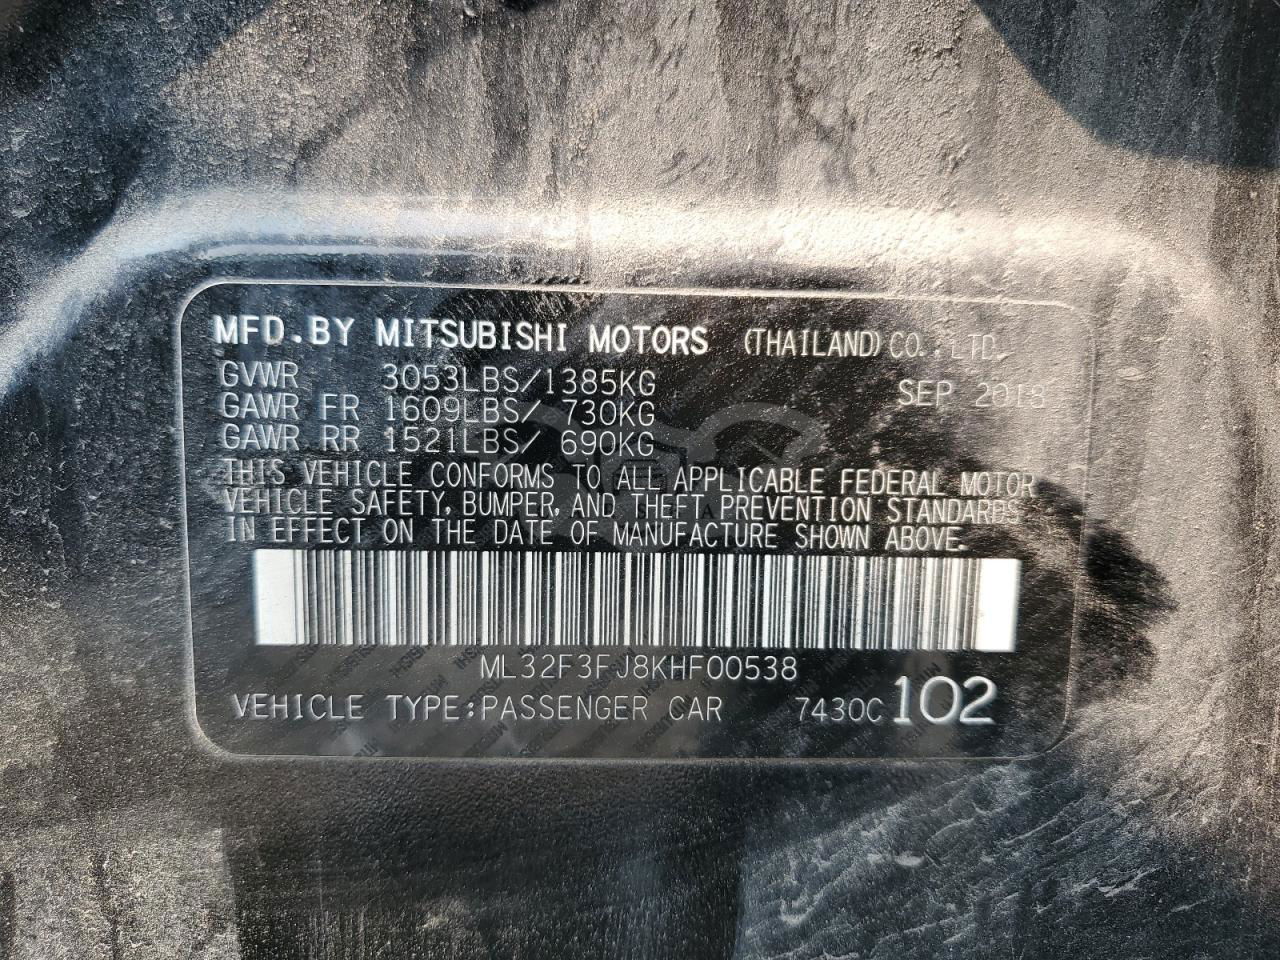 MFD.BY MITSUBISHI MOTORS (THAILAND) CO.,LTD.
GVWR 3053LBS/1385KG SEP 2018
GAWR FR 1609LBS/ 730KG
GAWR RR 1521LBS/ 690KG
THIS VEHICLE CONFORMS TO ALL APPLICABLE FEDERAL MOTOR
VEHICLE SAFETY, BUMPER, AND THEFT PREVENTION STANDARDS
IN EFFECT ON THE DATE OF MANUFACTURE SHOWN ABOVE.
ML32F3FJ8KHF00538
VEHICLE TYPE:PASSENGER CAR 7430C 102